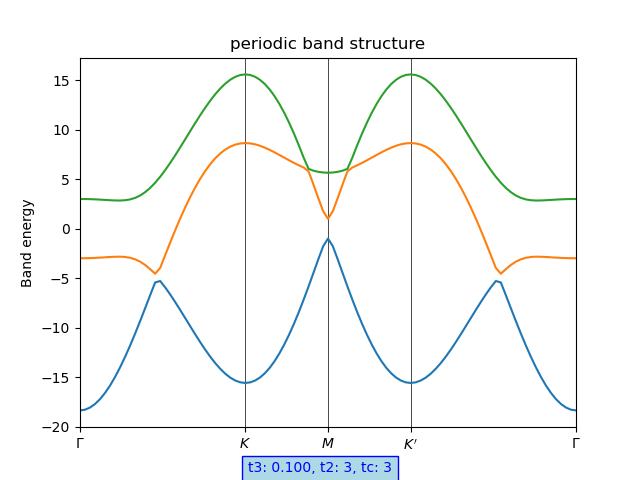 periodic band structure
Band energy
15
10
5
0
−5
−10
−15
−20
Γ K M K′ Γ
t3: 0.100, t2: 3, tc: 3